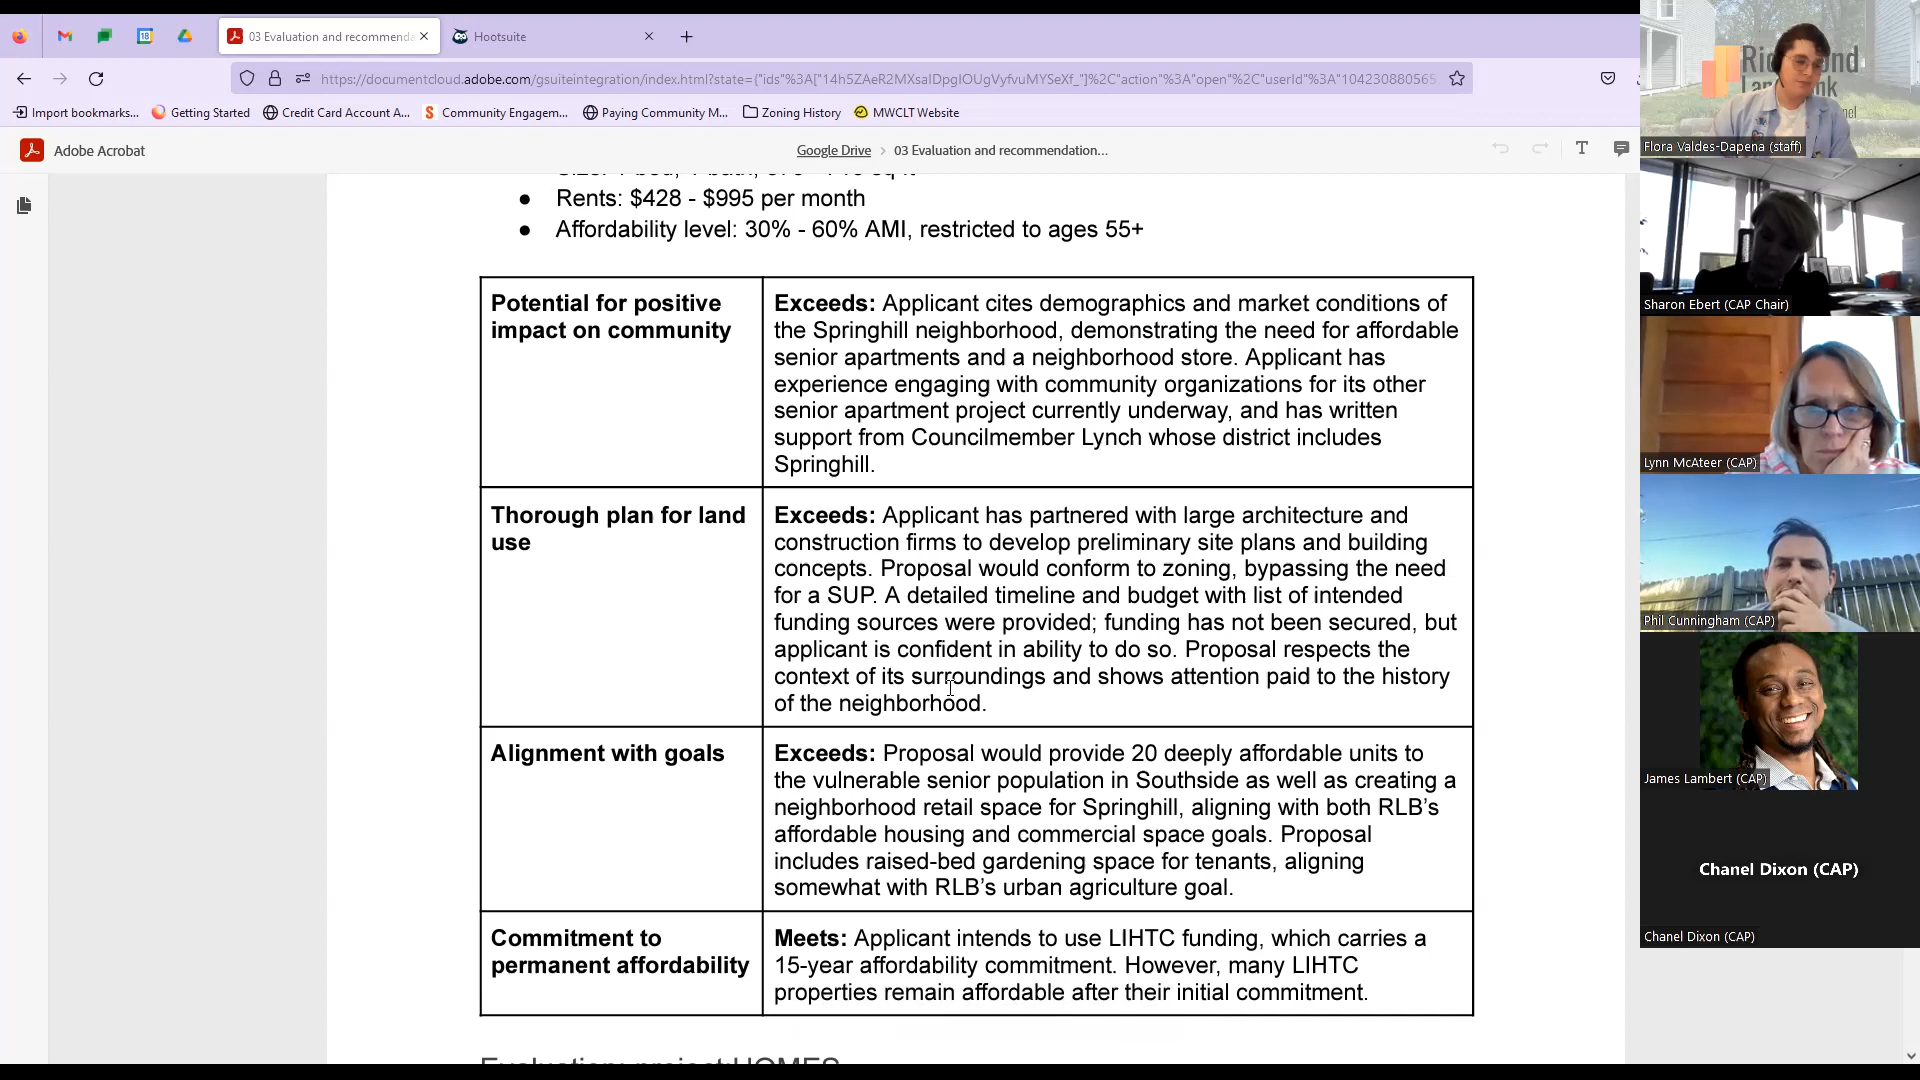 03 Evaluation and recommenda
Hootsuite
https://documentcloud.adobe.com/gsuiteintegration/index.html?state={"ids"%3A["14h5ZAeR2MXsaIDpgIOUgVyfvuMYSeXf_"]%2C"action"%3A"open"%2C"userId"%3A"104230880565
Import bookmarks...
Getting Started
Credit Card Account A...
Community Engagem...
Paying Community M...
Zoning History
MWCLT Website
Adobe Acrobat
Google Drive > 03 Evaluation and recommendation...
● Rents: $428 - $995 per month
● Affordability level: 30% - 60% AMI, restricted to ages 55+
Potential for positive
impact on community
Exceeds: Applicant cites demographics and market conditions of
the Springhill neighborhood, demonstrating the need for affordable
senior apartments and a neighborhood store. Applicant has
experience engaging with community organizations for its other
senior apartment project currently underway, and has written
support from Councilmember Lynch whose district includes
Springhill.
Thorough plan for land
use
Exceeds: Applicant has partnered with large architecture and
construction firms to develop preliminary site plans and building
concepts. Proposal would conform to zoning, bypassing the need
for a SUP. A detailed timeline and budget with list of intended
funding sources were provided; funding has not been secured, but
applicant is confident in ability to do so. Proposal respects the
context of its surroundings and shows attention paid to the history
of the neighborhood.
Alignment with goals
Exceeds: Proposal would provide 20 deeply affordable units to
the vulnerable senior population in Southside as well as creating a
neighborhood retail space for Springhill, aligning with both RLB's
affordable housing and commercial space goals. Proposal
includes raised-bed gardening space for tenants, aligning
somewhat with RLB's urban agriculture goal.
Commitment to
permanent affordability
Meets: Applicant intends to use LIHTC funding, which carries a
15-year affordability commitment. However, many LIHTC
properties remain affordable after their initial commitment.
Evaluation: project:HOMES
Flora Valdes-Dapena (staff)
Sharon Ebert (CAP Chair)
Lynn McAteer (CAP)
Phil Cunningham (CAP)
James Lambert (CAP)
Chanel Dixon (CAP)
Chanel Dixon (CAP)